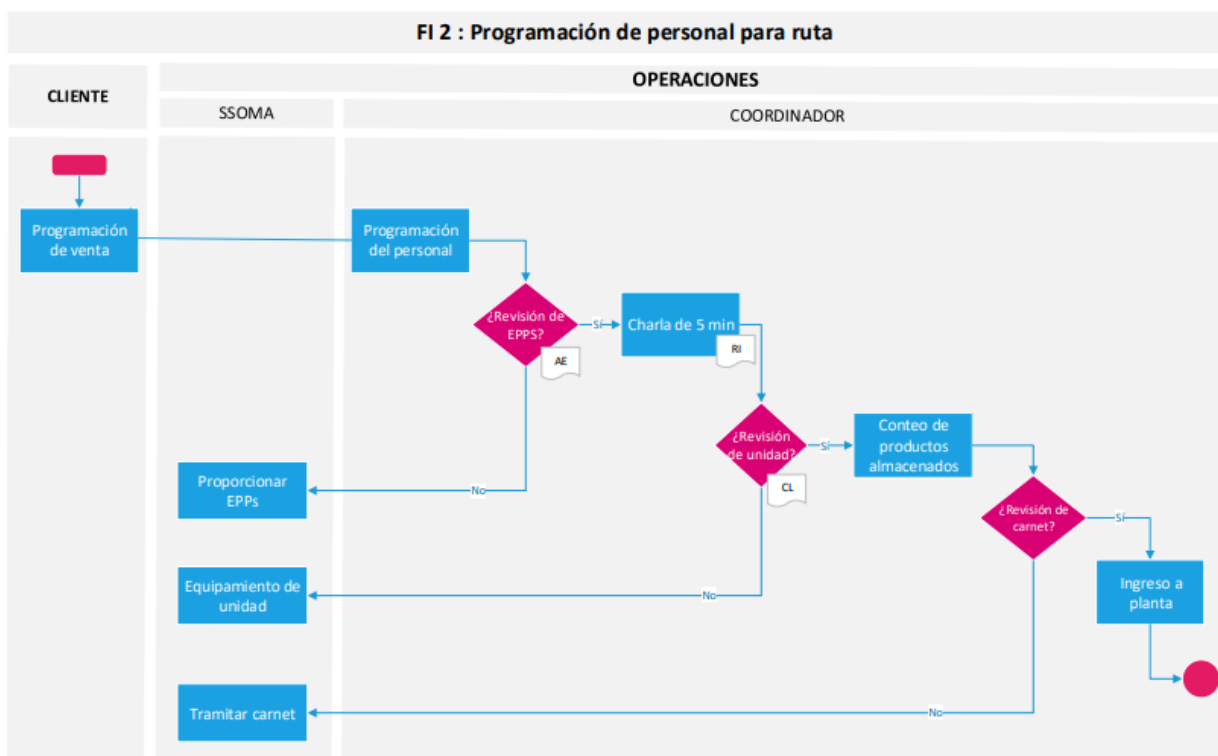 FI 2 : Programación de personal para ruta
CLIENTE
OPERACIONES
SSOMA
COORDINADOR
Programación
de venta
Programación
del personal
¿Revisión de
EPPS?
AE
Sí
Charla de 5 min
RI
¿Revisión
de unidad?
CL
Sí
Conteo de
productos
almacenados
¿Revisión de
carnet?
Sí
Ingreso a
planta
No
Proporcionar
EPPs
No
Equipamiento de
unidad
No
Tramitar carnet